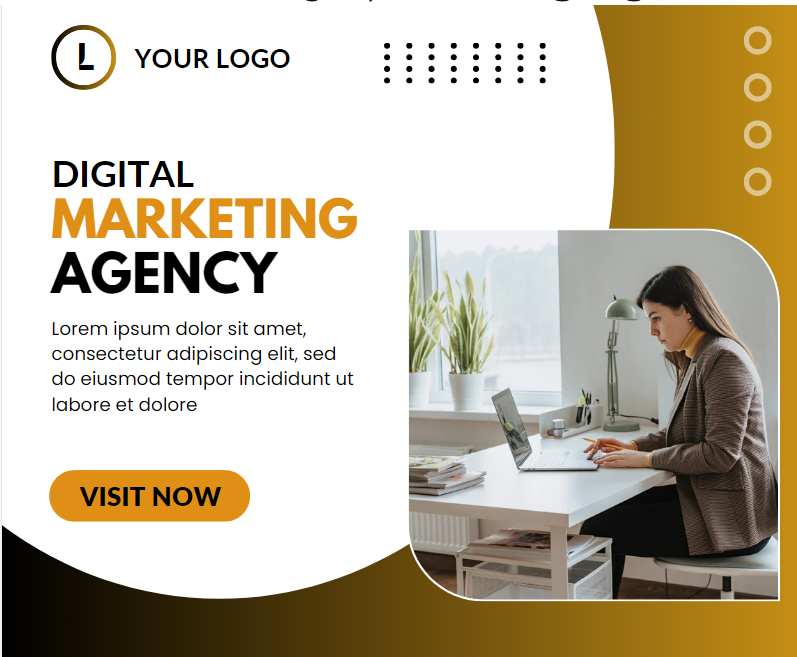 L
YOUR LOGO
DIGITAL
MARKETING
AGENCY
Lorem ipsum dolor sit amet,
consectetur adipiscing elit, sed
do eiusmod tempor incididunt ut
labore et dolore
VISIT NOW